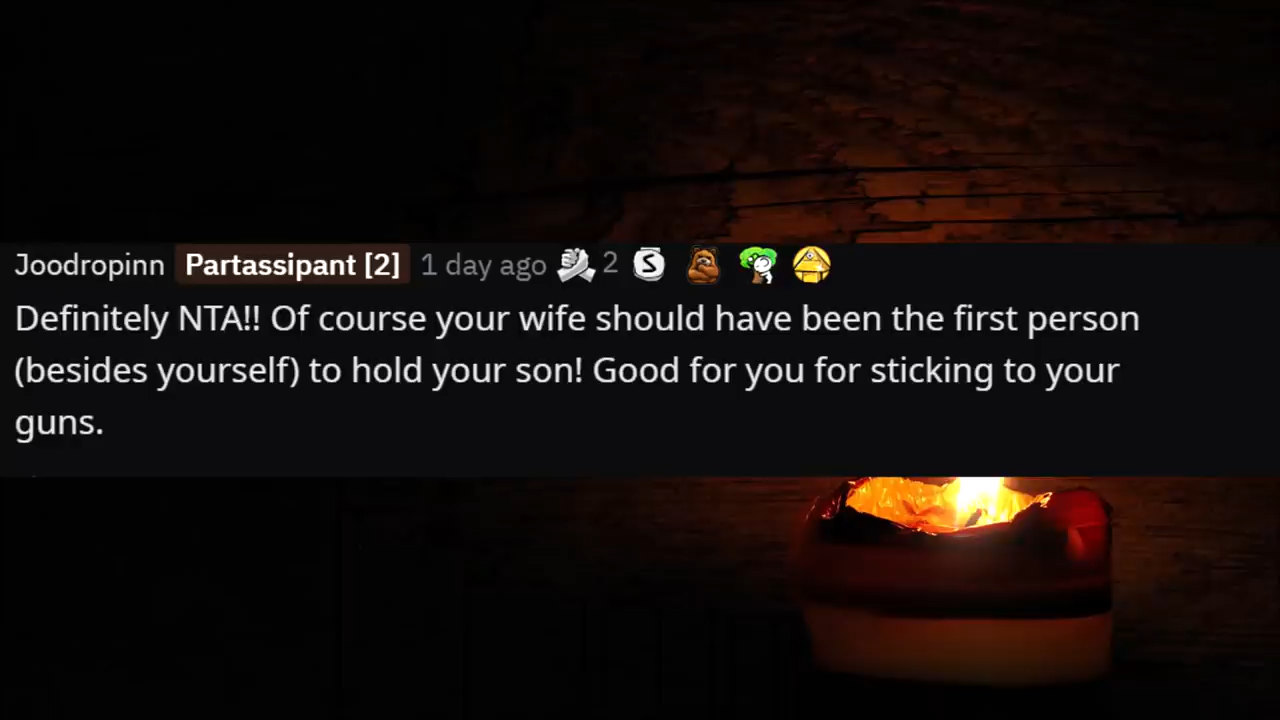 Joodropinn Partassipant [2] 1 day ago 2 S
Definitely NTA!! Of course your wife should have been the first person
(besides yourself) to hold your son! Good for you for sticking to your
guns.